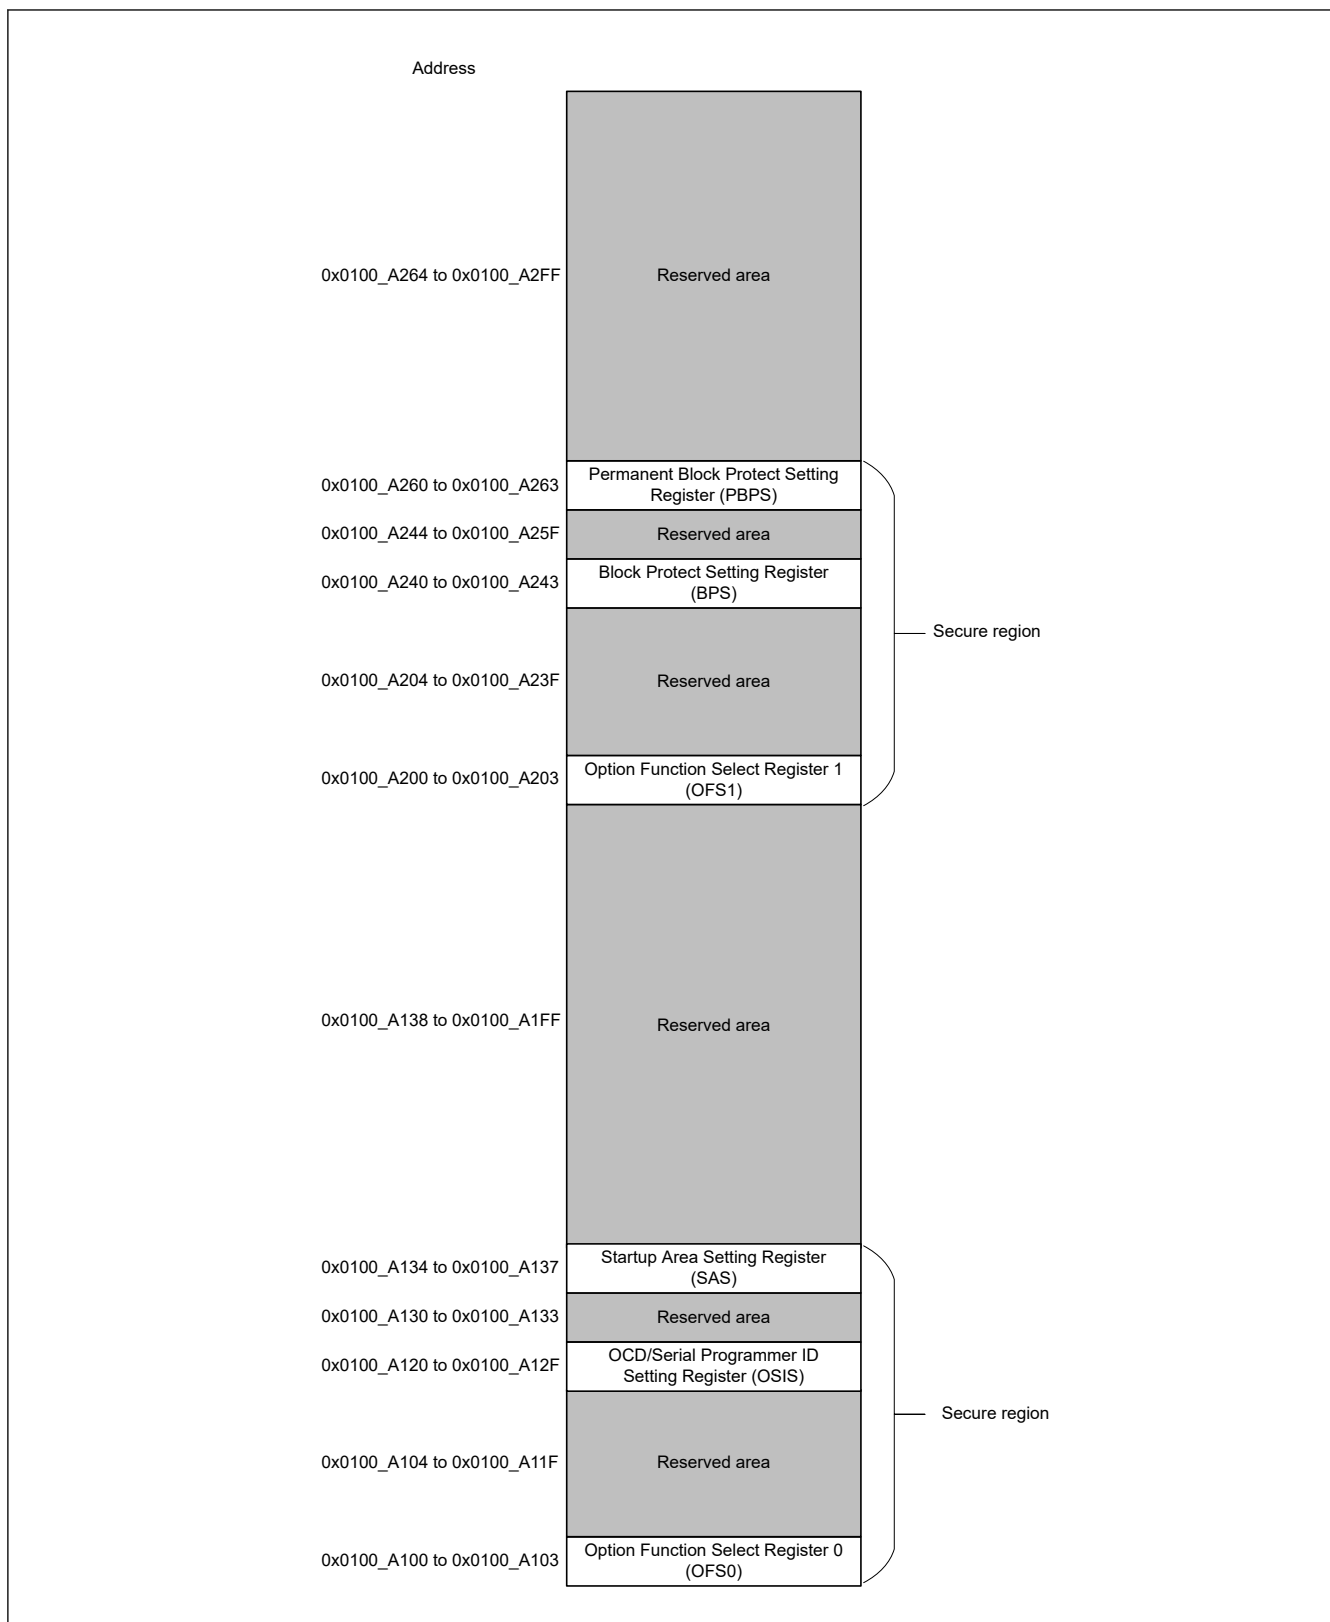 Address
0x0100_A264 to 0x0100_A2FF
Reserved area
0x0100_A260 to 0x0100_A263
Permanent Block Protect Setting
Register (PBPS)
0x0100_A244 to 0x0100_A25F
Reserved area
0x0100_A240 to 0x0100_A243
Block Protect Setting Register
(BPS)
Secure region
0x0100_A204 to 0x0100_A23F
Reserved area
0x0100_A200 to 0x0100_A203
Option Function Select Register 1
(OFS1)
0x0100_A138 to 0x0100_A1FF
Reserved area
0x0100_A134 to 0x0100_A137
Startup Area Setting Register
(SAS)
0x0100_A130 to 0x0100_A133
Reserved area
0x0100_A120 to 0x0100_A12F
OCD/Serial Programmer ID
Setting Register (OSIS)
Secure region
0x0100_A104 to 0x0100_A11F
Reserved area
0x0100_A100 to 0x0100_A103
Option Function Select Register 0
(OFS0)